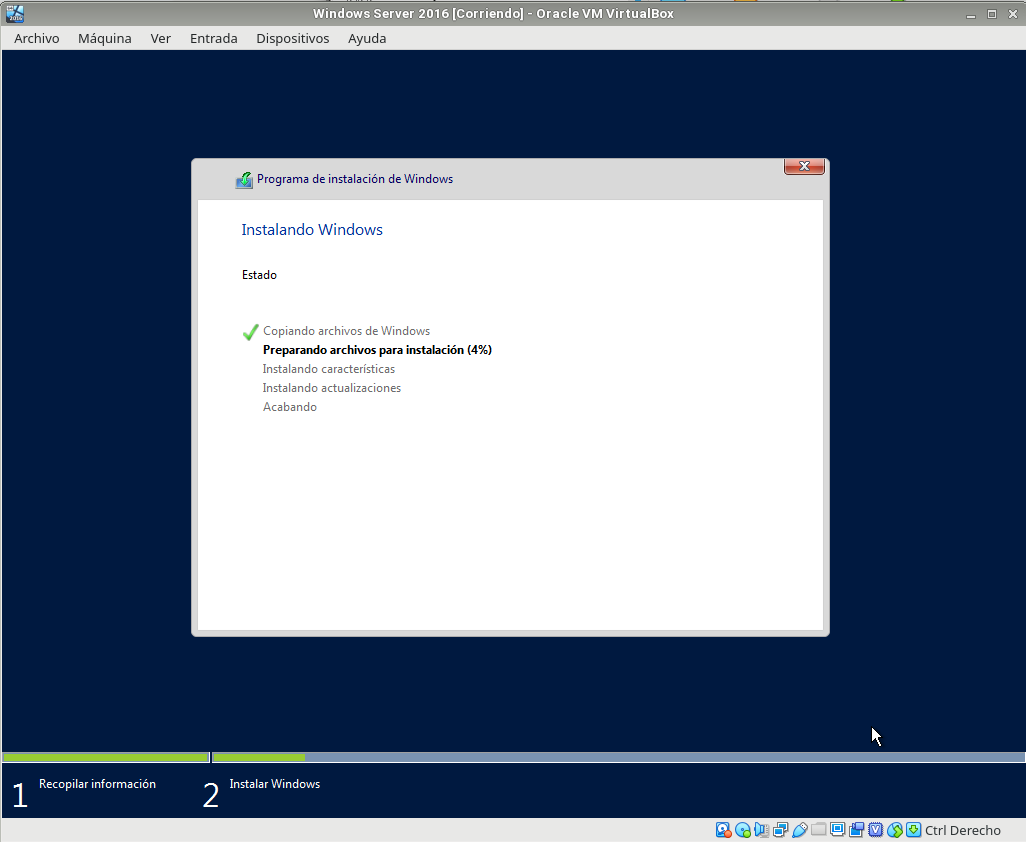 Windows Server 2016 [Corriendo] - Oracle VM VirtualBox
Archivo Máquina Ver Entrada Dispositivos Ayuda
Programa de instalación de Windows
Instalando Windows
Estado
Copiando archivos de Windows
Preparando archivos para instalación (4%)
Instalando características
Instalando actualizaciones
Acabando
1 Recopilar información
2 Instalar Windows
Ctrl Derecho